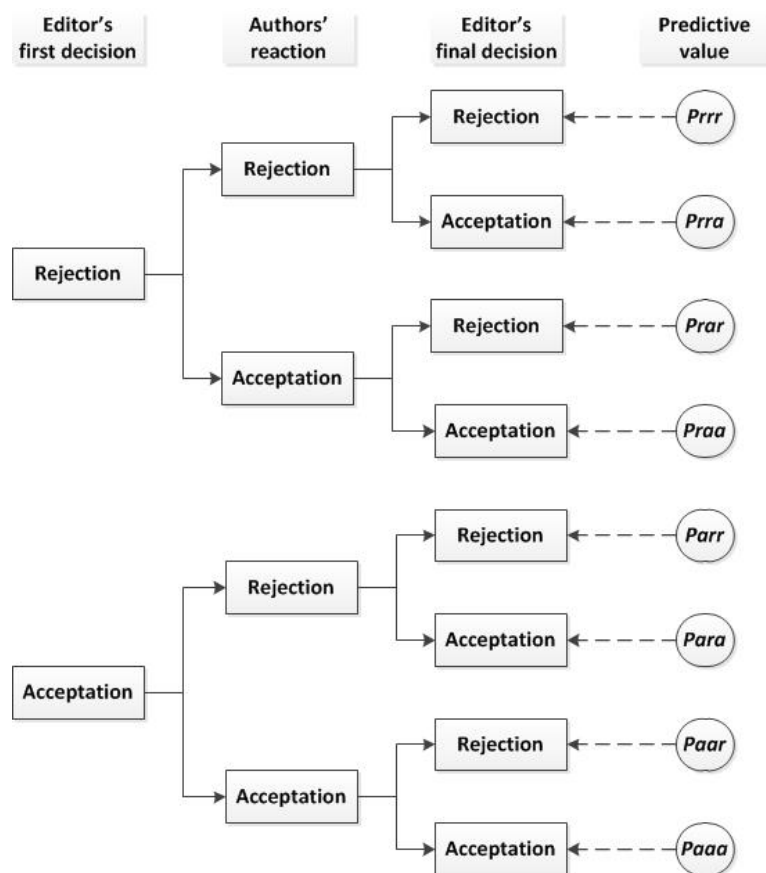 Editor's
first decision
Authors'
reaction
Editor's
final decision
Predictive
value
Rejection
Prrr
Rejection
Acceptation
Prra
Rejection
Rejection
Prar
Acceptation
Acceptation
Praa
Rejection
Parr
Rejection
Acceptation
Para
Acceptation
Rejection
Paar
Acceptation
Acceptation
Paaa